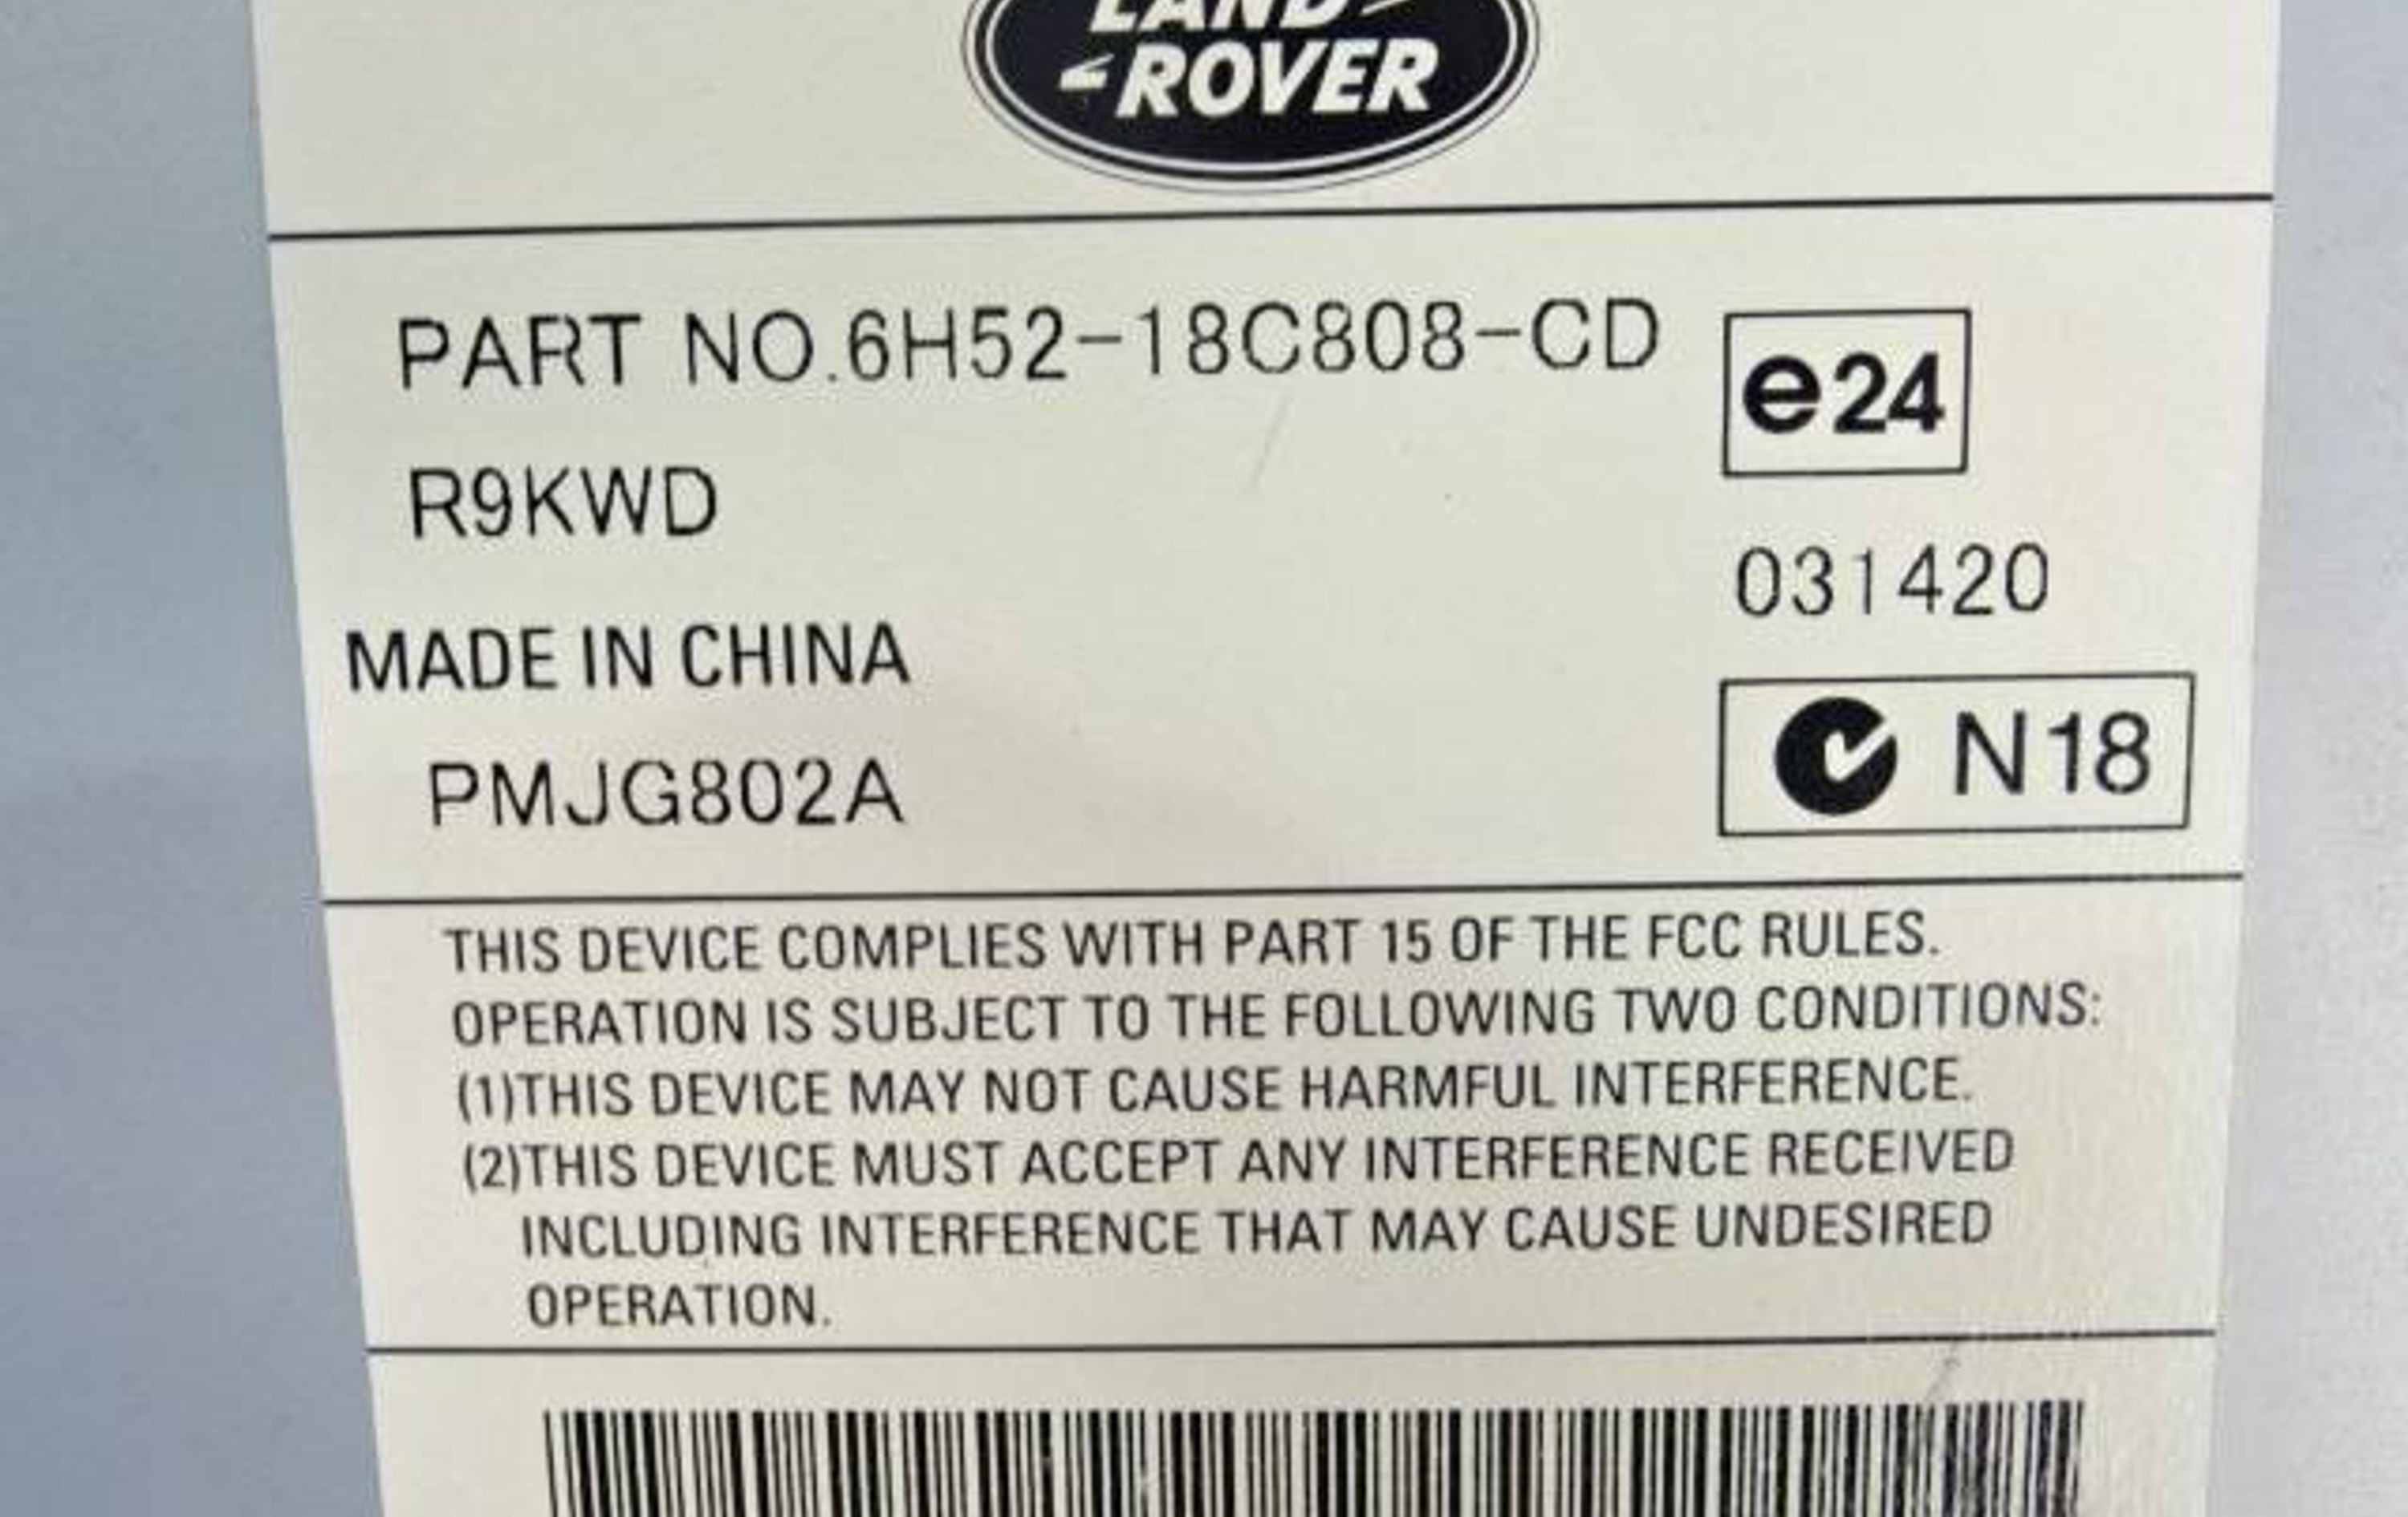 LAND
ROVER
PART NO.6H52-18C808-CD
e24
R9KWD
031420
MADE IN CHINA
N18
PMJG802A
THIS DEVICE COMPLIES WITH PART 15 OF THE FCC RULES.
OPERATION IS SUBJECT TO THE FOLLOWING TWO CONDITIONS:
(1)THIS DEVICE MAY NOT CAUSE HARMFUL INTERFERENCE.
(2)THIS DEVICE MUST ACCEPT ANY INTERFERENCE RECEIVED
INCLUDING INTERFERENCE THAT MAY CAUSE UNDESIRED
OPERATION.